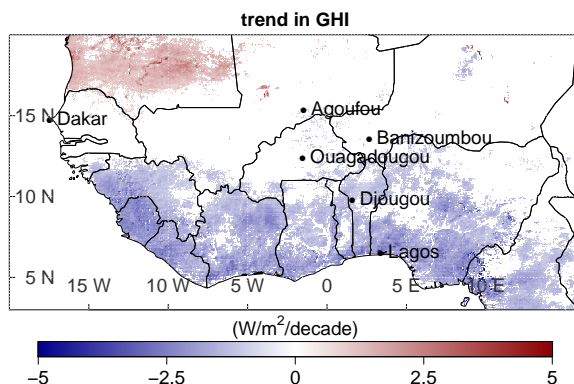 trend in GHI
15 N
Dakar
Agoufou
Banizoumbou
Ouagadougou
10 N
Djougou
Lagos
5 N
15 W 10 W 5 W 0 5 E 10 E
(W/m²/decade)
−5 −2.5 0 2.5 5